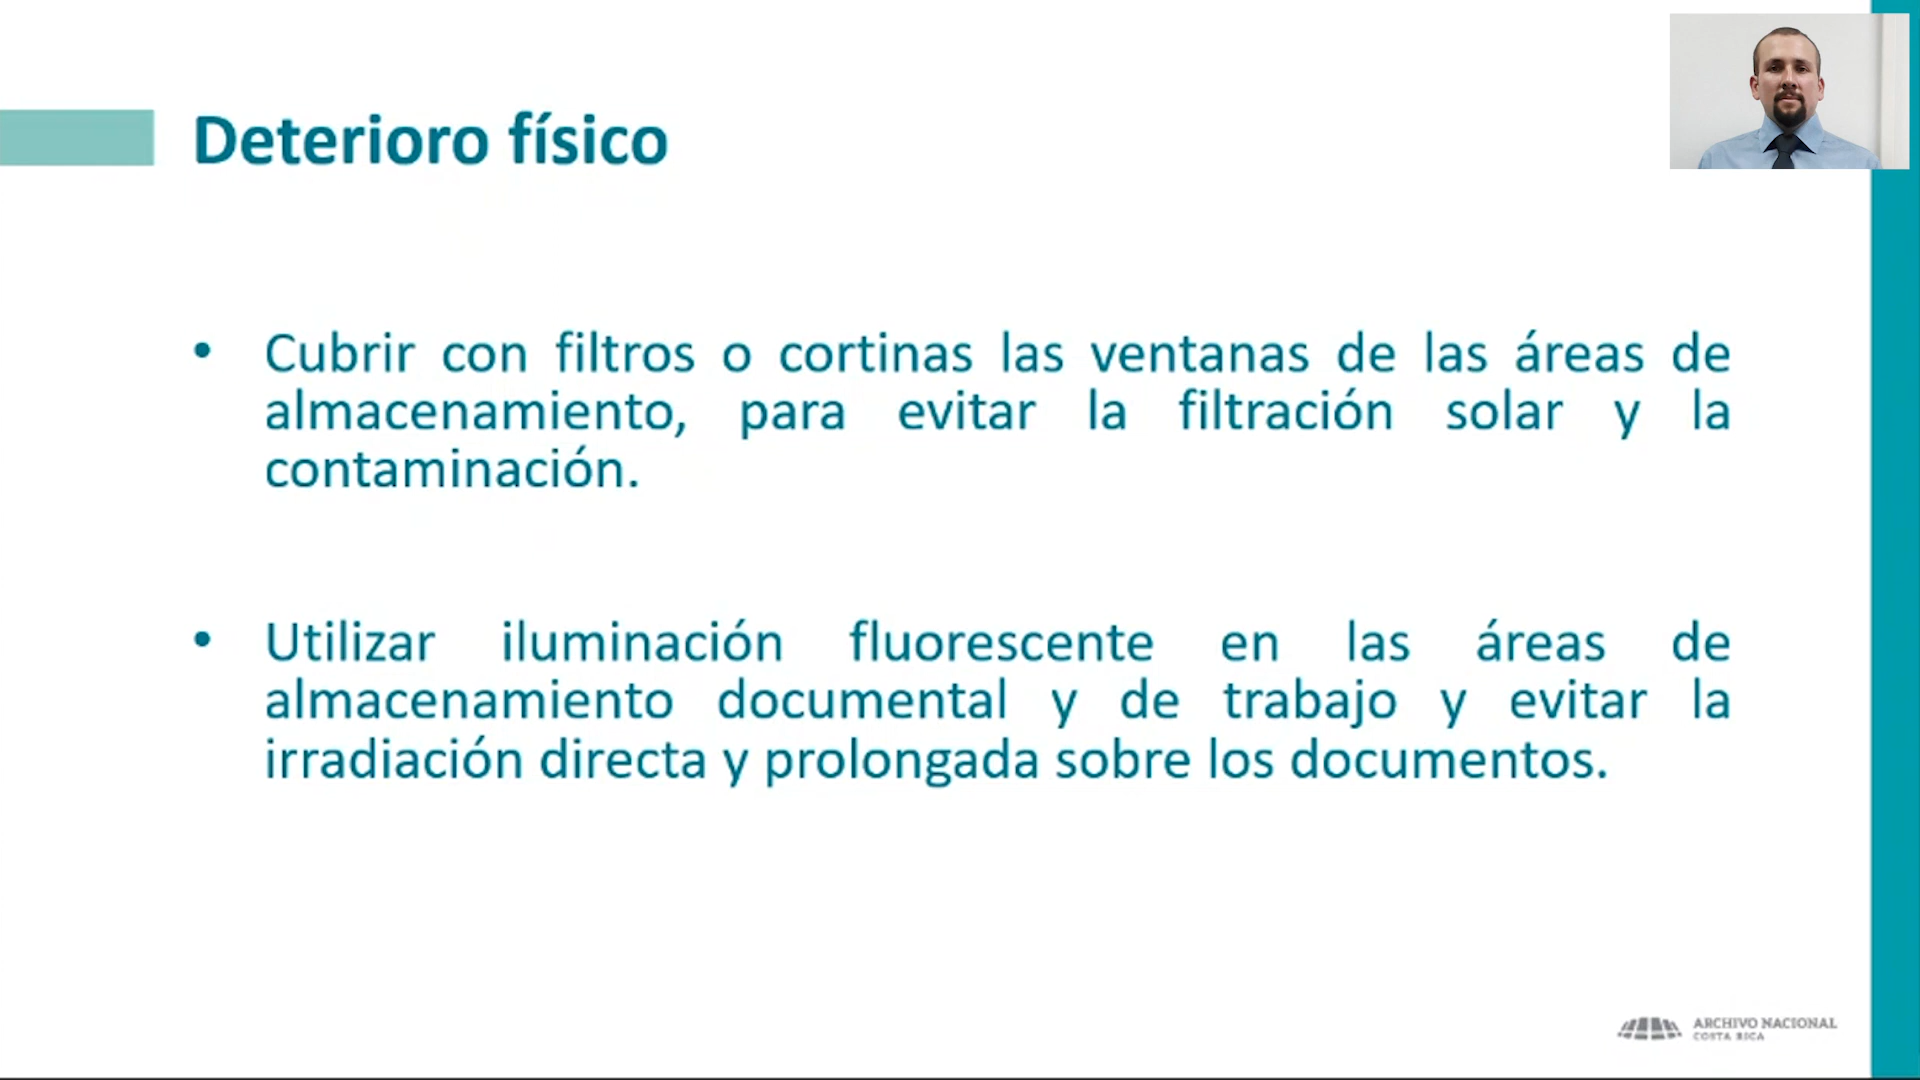 Deterioro físico
• Cubrir con filtros o cortinas las ventanas de las áreas de
almacenamiento, para evitar la filtración solar y la
contaminación.
• Utilizar iluminación fluorescente en las áreas de
almacenamiento documental y de trabajo y evitar la
irradiación directa y prolongada sobre los documentos.
ARCHIVO NACIONAL
COSTA RICA